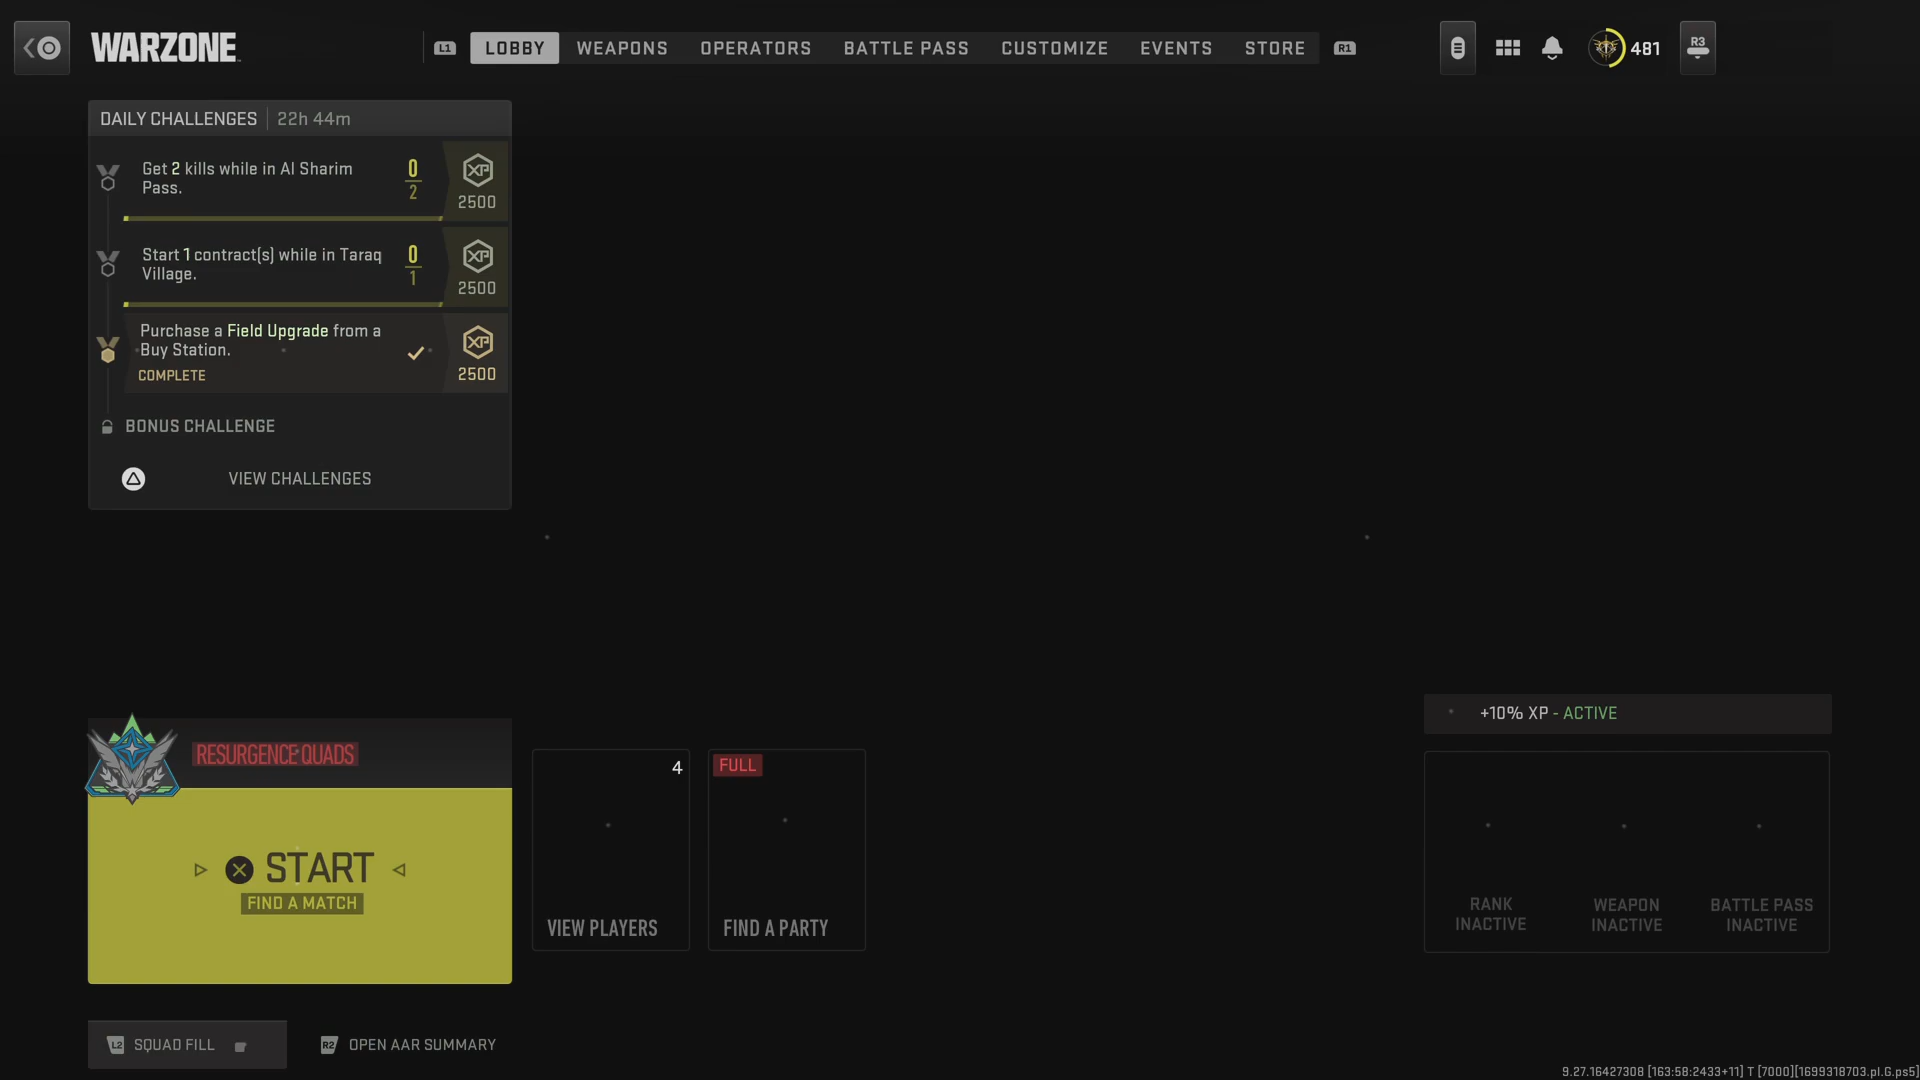 WARZONE
L1 LOBBY WEAPONS OPERATORS BATTLE PASS CUSTOMIZE EVENTS STORE R1
481
R3
DAILY CHALLENGES 22h 44m
Get 2 kills while in Al Sharim
Pass.
0
2
2500
XP
Start 1 contract(s) while in Taraq
Village.
0
1
XP
2500
Purchase a Field Upgrade from a
Buy Station.
COMPLETE
XP
2500
BONUS CHALLENGE
VIEW CHALLENGES
RESURGENCE QUADS
START
FIND A MATCH
4
VIEW PLAYERS
FULL
FIND A PARTY
+10% XP - ACTIVE
RANK
INACTIVE
WEAPON
INACTIVE
BATTLE PASS
INACTIVE
L2 SQUAD FILL
R2 OPEN AAR SUMMARY
9.27.16427308 [163:58:2433+11] T [7000][1699318703.pl.G.ps5]